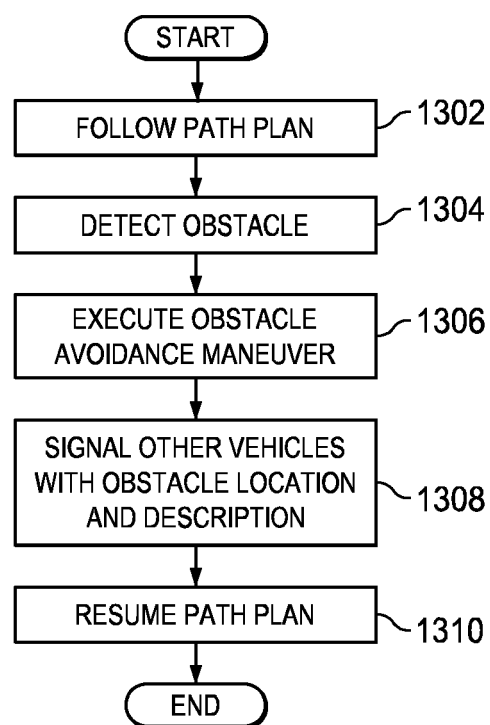 START
FOLLOW PATH PLAN
1302
DETECT OBSTACLE
1304
EXECUTE OBSTACLE
AVOIDANCE MANEUVER
1306
SIGNAL OTHER VEHICLES
WITH OBSTACLE LOCATION
AND DESCRIPTION
1308
RESUME PATH PLAN
1310
END